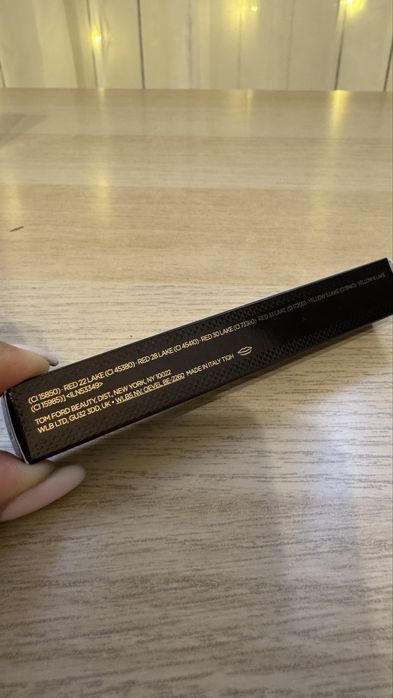 (CI 15850) · RED 22 LAKE (CI 45380) · RED 28 LAKE (CI 45410) · RED 30 LAKE (CI 73360) · RED 33 LAKE (CI 17200) · YELLOW 5 LAKE (CI 19140) · YELLOW 6 LAKE
(CI 15985)] <ILN53349>
TOM FORD BEAUTY, DIST. NEW YORK, NY 10022
WLB LTD, GU32 3DD, UK • WLBS NV OEVEL BE-2260 MADE IN ITALY